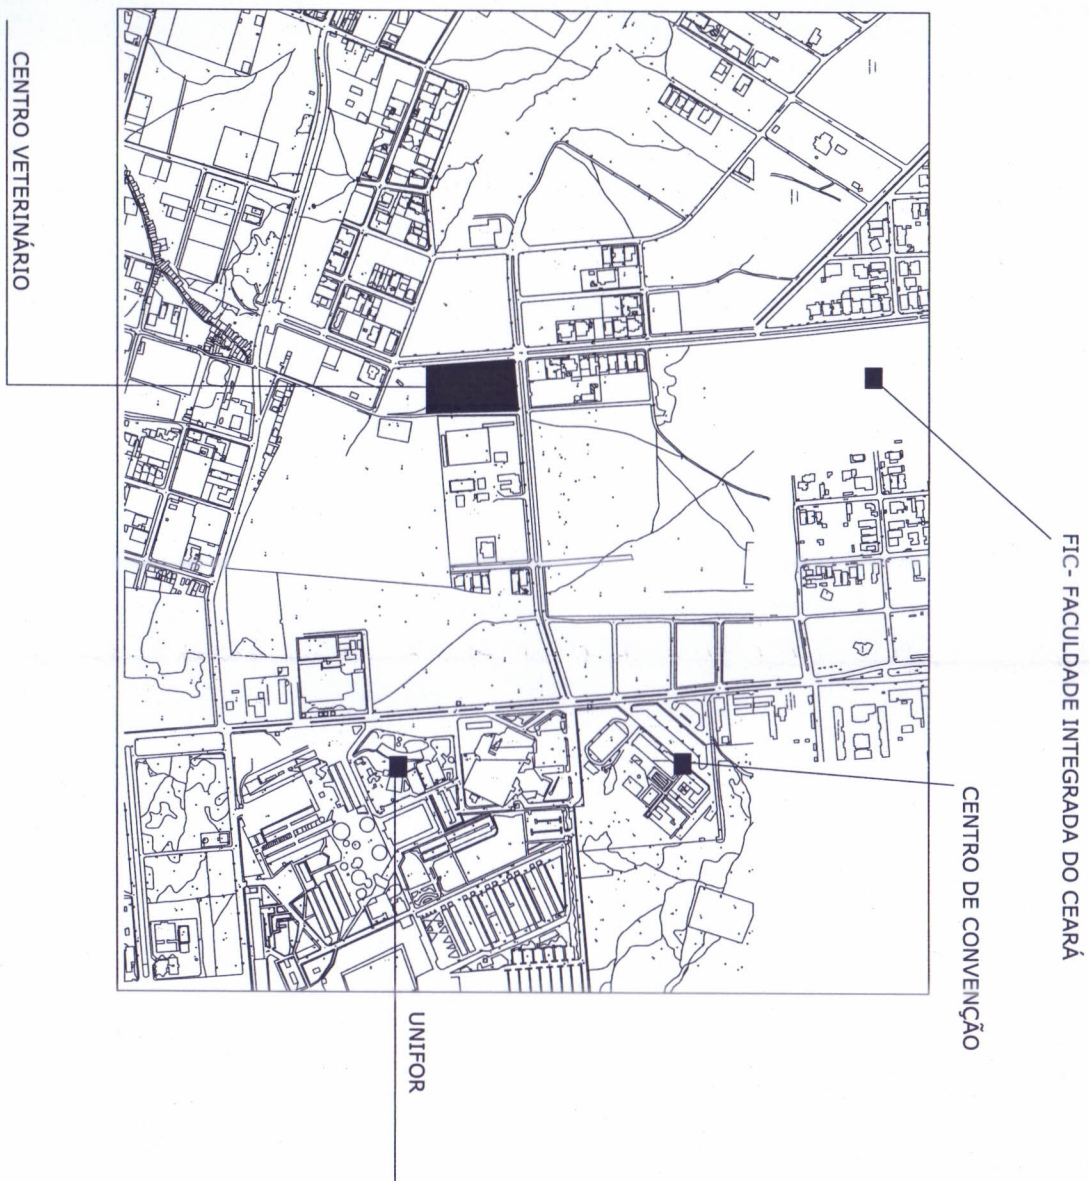 FIC- FACULDADE INTEGRADA DO CEARÁ
CENTRO DE CONVENÇÃO
UNIFOR
CENTRO VETERINÁRIO